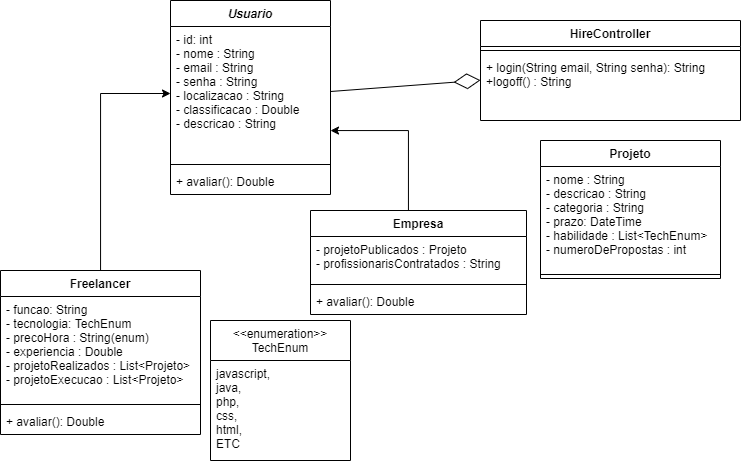 Usuario
- id: int
- nome : String
- email : String
- senha : String
- localizacao : String
- classificacao : Double
- descricao : String
+ avaliar(): Double
HireController
+ login(String email, String senha): String
+logoff() : String
Projeto
- nome : String
- descricao : String
- categoria : String
- prazo: DateTime
- habilidade : List<TechEnum>
- numeroDePropostas : int
Empresa
- projetoPublicados : Projeto
- profissionarisContratados : String
+ avaliar(): Double
Freelancer
- funcao: String
- tecnologia: TechEnum
- precoHora : String(enum)
- experiencia : Double
- projetoRealizados : List<Projeto>
- projetoExecucao : List<Projeto>
+ avaliar(): Double
<<enumeration>>
TechEnum
javascript,
java,
php,
css,
html,
ETC